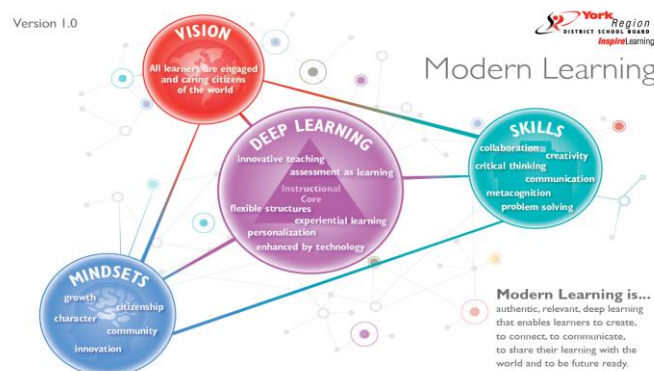 Version 1.0
York
Region
DISTRICT SCHOOL BOARD
InspireLearning
Modern Learning
VISION
All learners are engaged
and caring citizens
of the world
DEEP LEARNING
innovative teaching
assessment as learning
Instructional
Core
flexible structures
experiential learning
personalization
enhanced by technology
SKILLS
collaboration
creativity
critical thinking
communication
metacognition
problem solving
MINDSETS
growth
citizenship
character
community
innovation
Modern Learning is...
authentic, relevant, deep learning
that enables learners to create,
to connect, to communicate,
to share their learning with the
world and to be future ready.